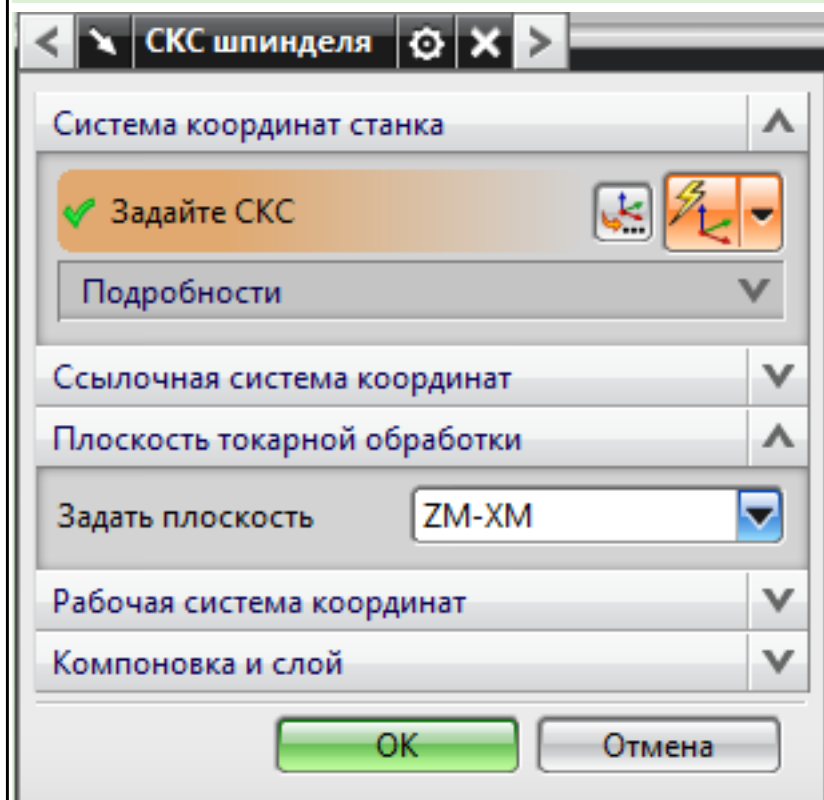 СКС шпинделя
Система координат станка
Задайте СКС
Подробности
Ссылочная система координат
Плоскость токарной обработки
Задать плоскость ZM-XM
Рабочая система координат
Компоновка и слой
OK Отмена